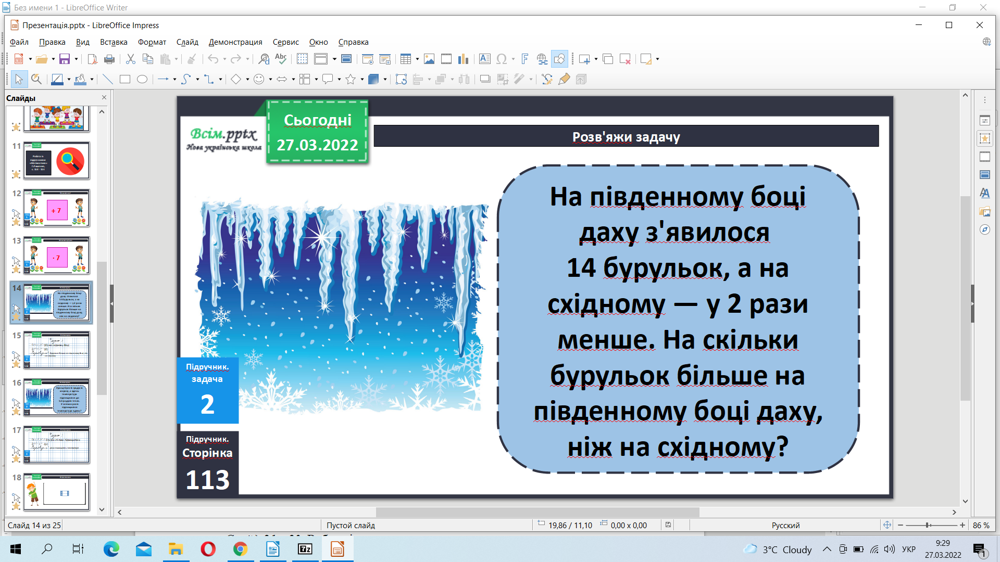 Без имени 1 - LibreOffice Writer
Презентація.pptx - LibreOffice Impress
Файл Правка Вид Вставка Формат Слайд Демонстрация Сервис Окно Справка
Слайды
11
12
+ 7
13
· 7
14
15
16
17
18
Всім.pptx
Нова українська школа
Сьогодні
27.03.2022
Розв'яжи задачу
На південному боці
даху з'явилося
14 бурульок, а на
східному — у 2 рази
менше. На скільки
бурульок більше на
південному боці даху,
ніж на східному?
Підручник.
задача
2
Підручник.
Сторінка
113
Слайд 14 из 25
Пустой слайд
19,86 / 11,10
0,00 x 0,00
Русский
86 %
3°C Cloudy
УКР
9:29
27.03.2022
1